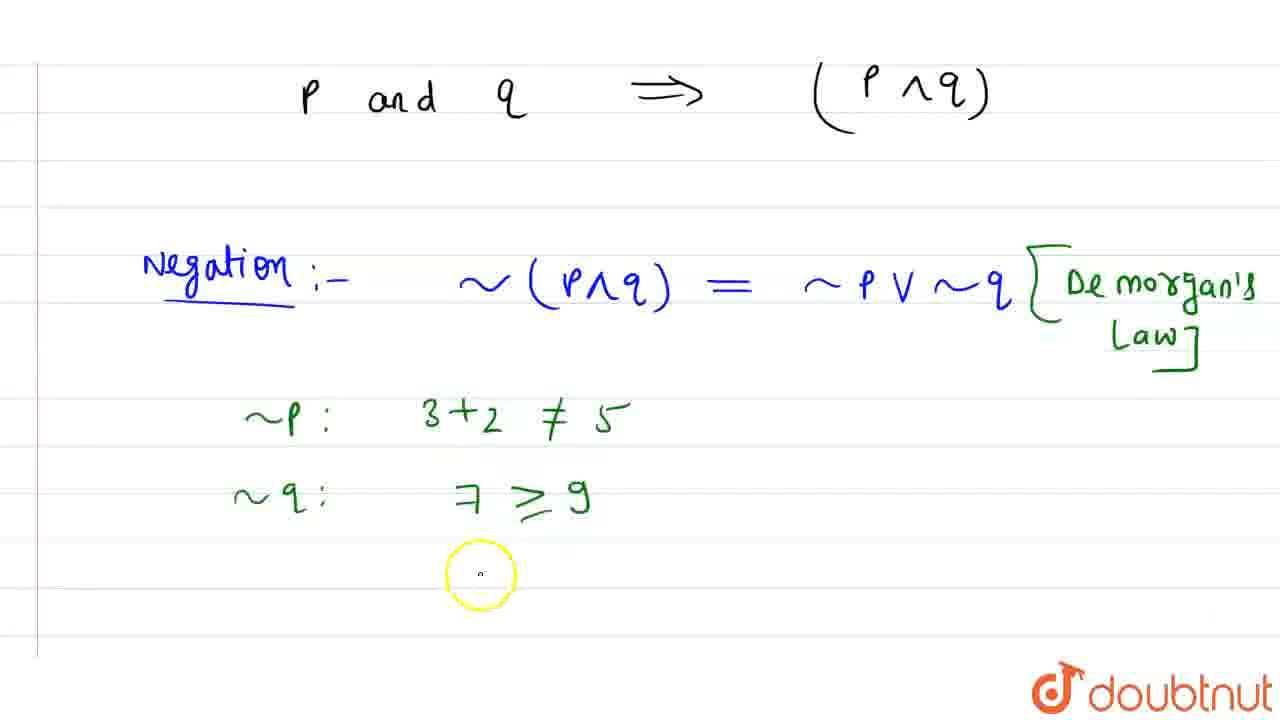 P and q ⟹ (P ∧ q)
Negation :- ~(P∧q) = ~P ∨ ~q [De morgan's
Law]
~P : 3+2 ≠ 5
~q : 7 ≥ 9
doubtnut